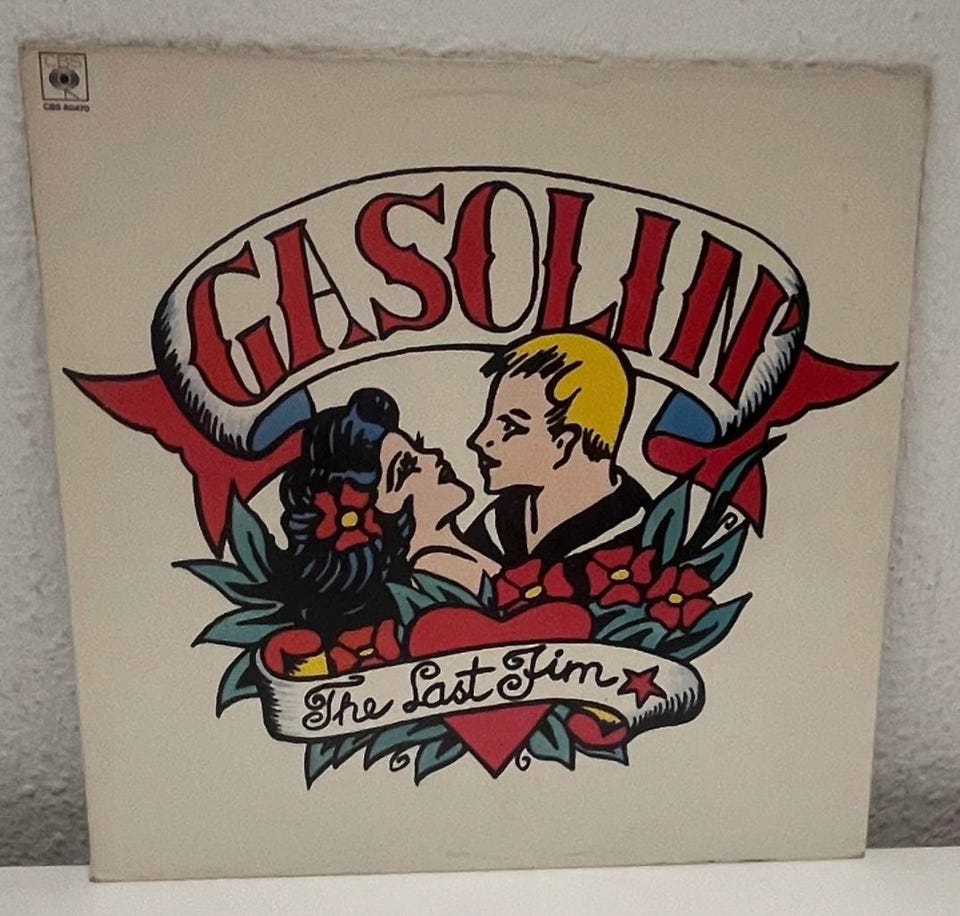 CBS
CBS 80470
GASOLIN'
The Last Jim